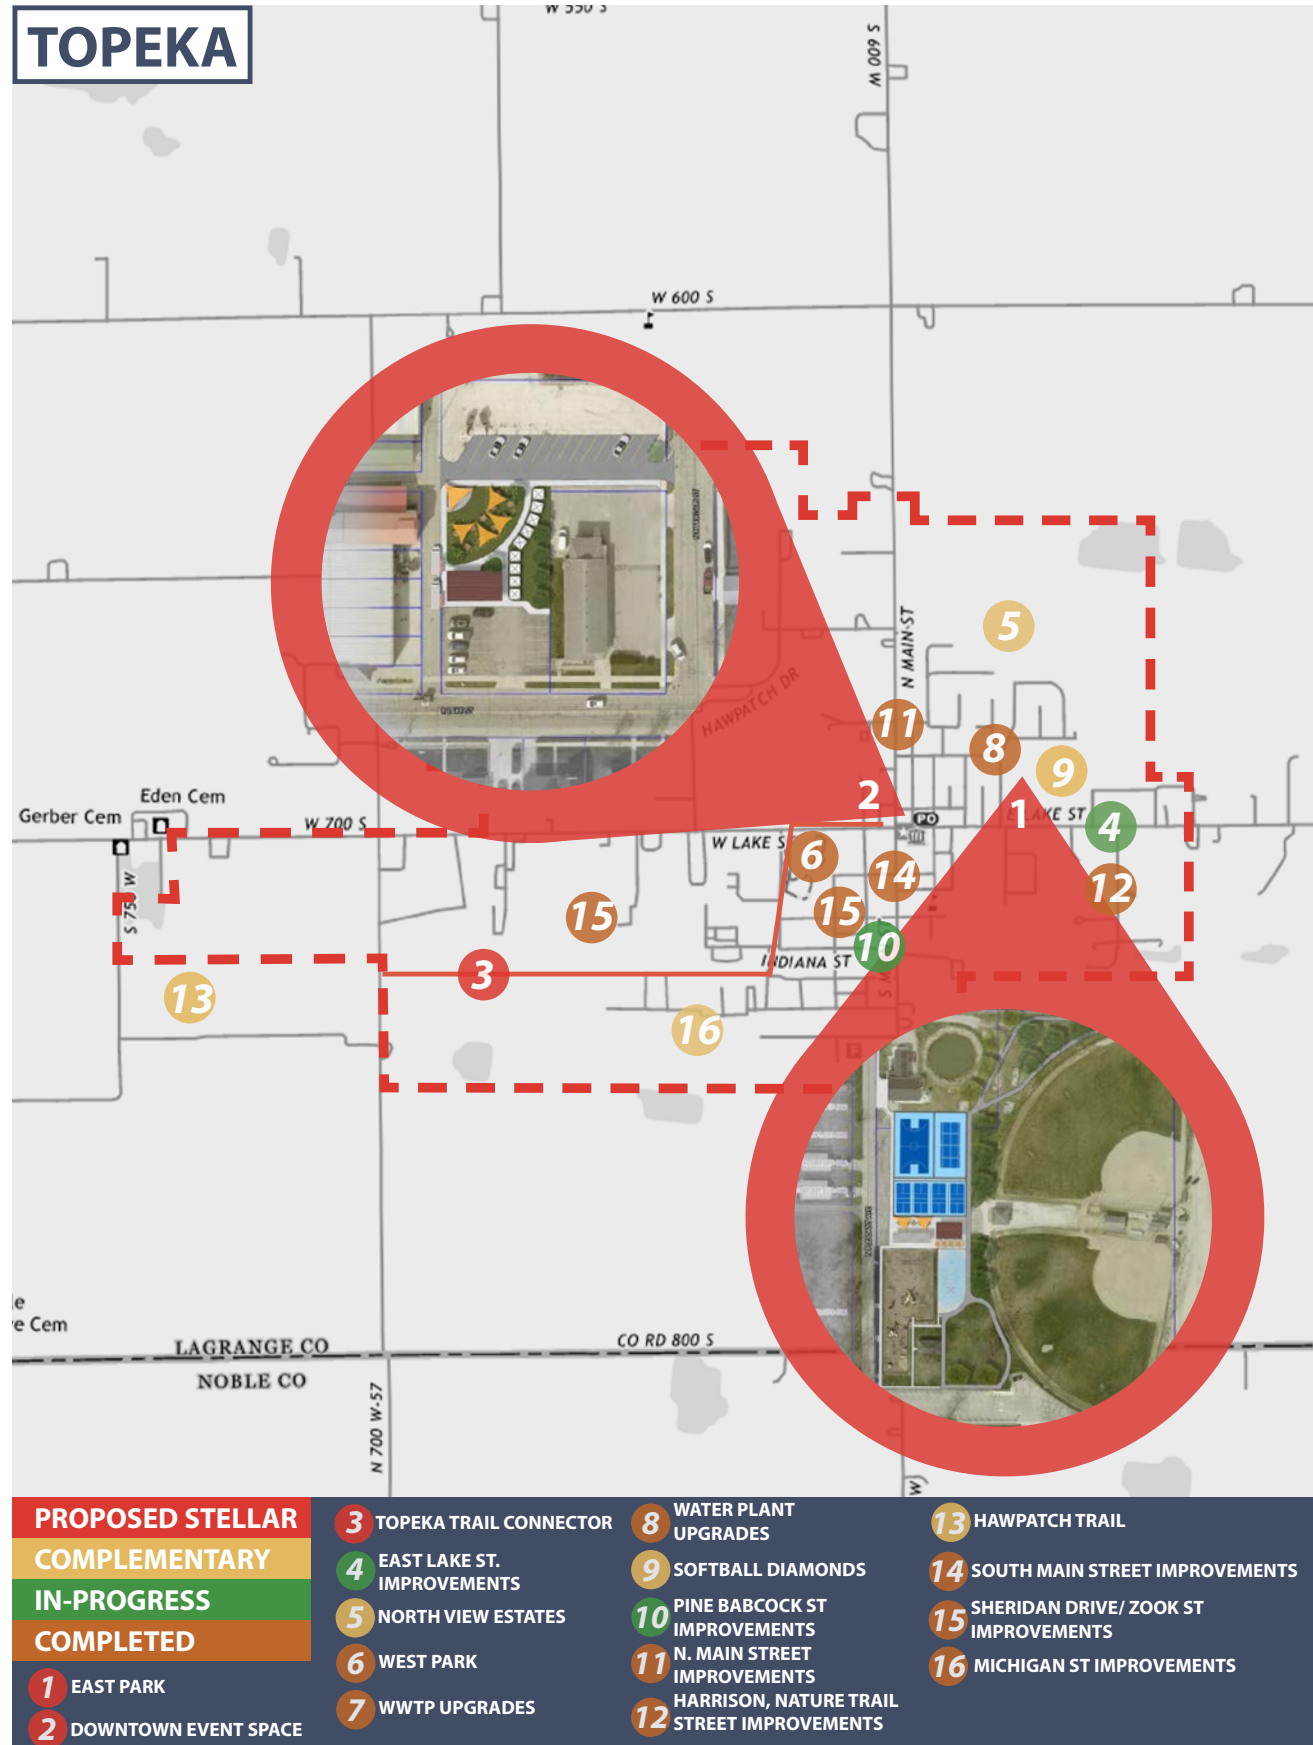 TOPEKA
W 550 S
S 600 W
W 600 S
N MAIN ST
HAWPATCH DR
5
11
8
9
2
1
E LAKE ST
4
PO
Eden Cem
Gerber Cem
W 700 S
W LAKE S
6
14
12
S 750 W
15
15
10
INDIANA ST
3
13
16
S M
F
e
e Cem
LAGRANGE CO
CO RD 800 S
NOBLE CO
N 700 W-57
W
PROPOSED STELLAR
COMPLEMENTARY
IN-PROGRESS
COMPLETED
1 EAST PARK
2 DOWNTOWN EVENT SPACE
3 TOPEKA TRAIL CONNECTOR
4 EAST LAKE ST.
IMPROVEMENTS
5 NORTH VIEW ESTATES
6 WEST PARK
7 WWTP UPGRADES
8 WATER PLANT
UPGRADES
9 SOFTBALL DIAMONDS
10 PINE BABCOCK ST
IMPROVEMENTS
11 N. MAIN STREET
IMPROVEMENTS
12 HARRISON, NATURE TRAIL
STREET IMPROVEMENTS
13 HAWPATCH TRAIL
14 SOUTH MAIN STREET IMPROVEMENTS
15 SHERIDAN DRIVE/ ZOOK ST
IMPROVEMENTS
16 MICHIGAN ST IMPROVEMENTS